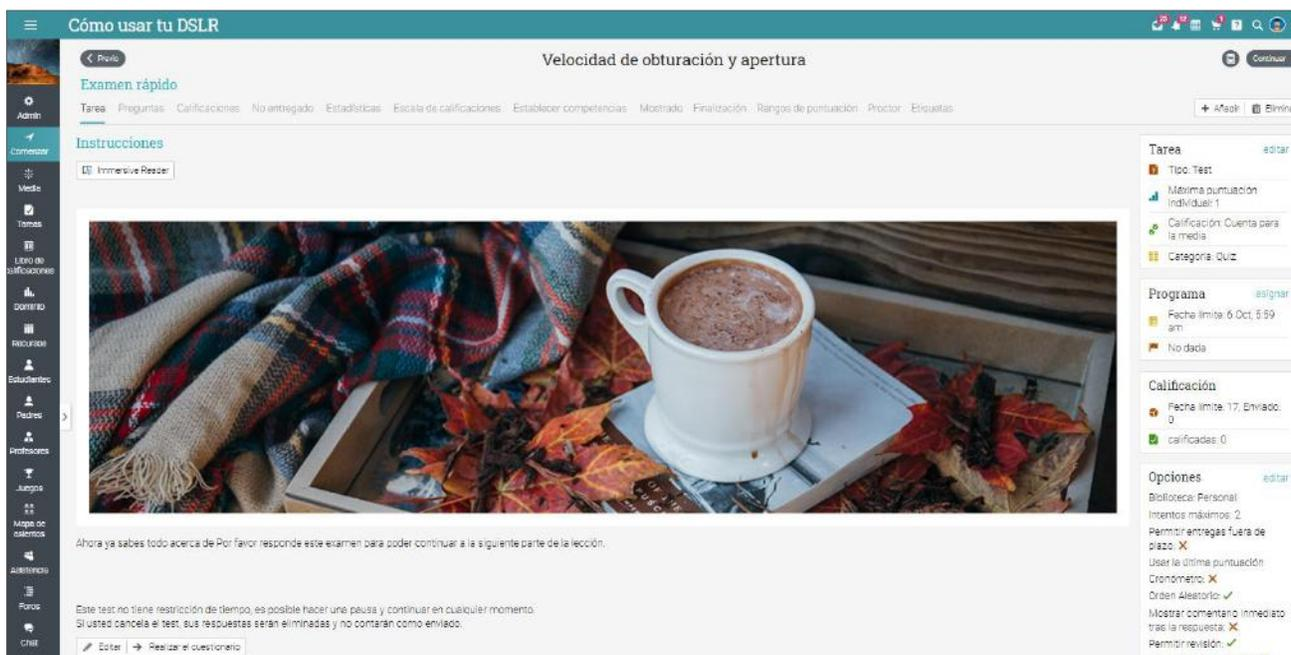 Cómo usar tu DSLR
25
12
1
Previo
Velocidad de obturación y apertura
Continuar
Examen rápido
Tarea Preguntas Calificaciones No entregado Estadísticas Escala de calificaciones Establecer competencias Mostrado Finalización Rangos de puntuación Proctor Etiquetas
+ Añadir
Elimina
Admin
Comenzar
Media
Tareas
Libro de
calificaciones
Dominio
Recursos
Estudiantes
Padres
Profesores
Juegos
Mapa de
asientos
Asistencia
Foros
Chat
Instrucciones
Immersive Reader
Ahora ya sabes todo acerca de Por favor responde este examen para poder continuar a la siguiente parte de la lección.
Este test no tiene restricción de tiempo, es posible hacer una pausa y continuar en cualquier momento.
Si usted cancela el test, sus respuestas serán eliminadas y no contarán como enviado.
Editar
Realizar el cuestionario
Tarea editar
Tipo: Test
Máxima puntuación
individual: 1
Calificación: Cuenta para
la media
Categoría: Quiz
Programa asignar
Fecha límite: 6 Oct, 5:59
am
No dada
Calificación
Fecha límite: 17, Enviado:
0
calificadas: 0
Opciones editar
Biblioteca: Personal
Intentos máximos: 2
Permitir entregas fuera de
plazo:
Usar la última puntuación
Cronómetro:
Orden Aleatorio:
Mostrar comentario inmediato
tras la respuesta:
Permitir revisión: